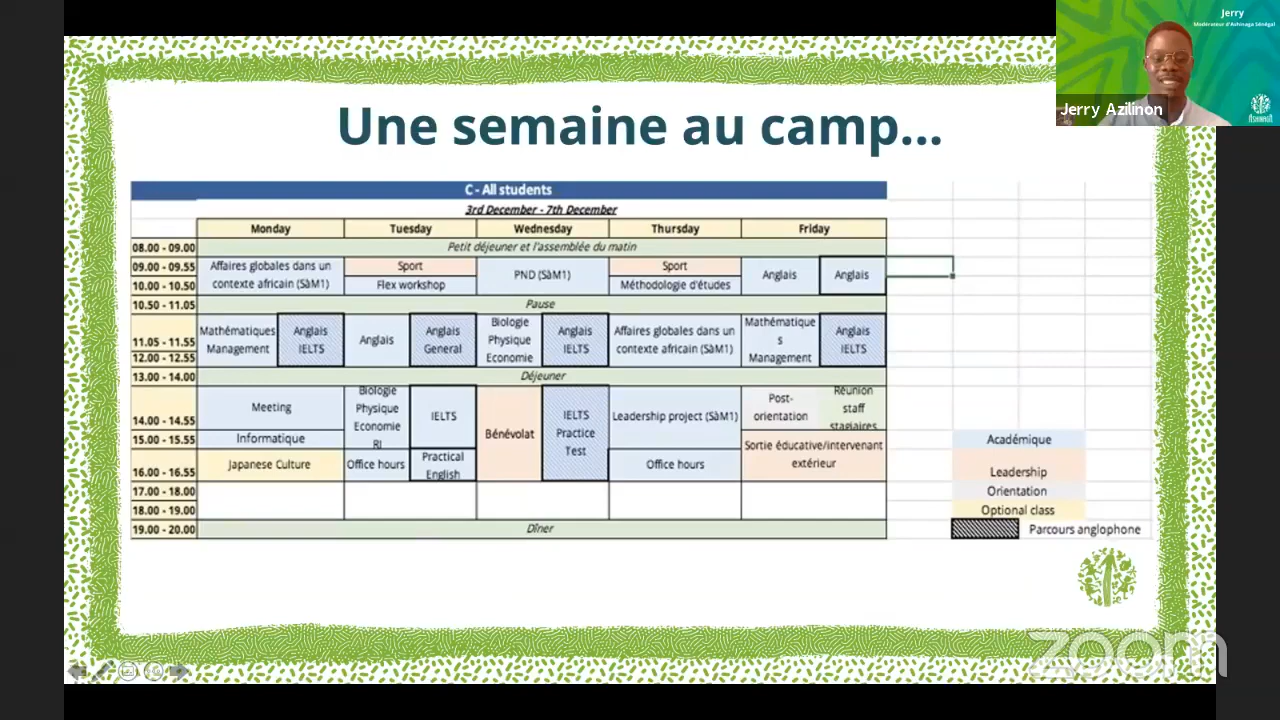 Jerry
Modérateur d'Ashinaga Sénégal
Jerry Azilinon
ASHINAGA
Une semaine au camp...
C - All students
3rd December - 7th December
Monday Tuesday Wednesday Thursday Friday
08.00 - 09.00 Petit déjeuner et l'assemblée du matin
09.00 - 09.55
10.00 - 10.50
Affaires globales dans un
contexte africain (SàM1)
Sport
Flex workshop
PND (SàM1)
Sport
Méthodologie d'études
Anglais
Anglais
10.50 - 11.05 Pause
11.05 - 11.55
12.00 - 12.55
Mathématiques
Management
Anglais
IELTS
Anglais
Anglais
General
Biologie
Physique
Economie
Anglais
IELTS
Affaires globales dans un
contexte africain (SàM1)
Mathématique
s
Management
Anglais
IELTS
13.00 - 14.00 Déjeuner
14.00 - 14.55
15.00 - 15.55
16.00 - 16.55
Meeting
Informatique
Japanese Culture
Biologie
Physique
Economie
RI
Office hours
IELTS
Practical
English
Bénévolat
IELTS
Practice
Test
Leadership project (SàM1)
Office hours
Post-
orientation
Réunion
staff
stagiaires
Sortie éducative/intervenant
extérieur
17.00 - 18.00
18.00 - 19.00
19.00 - 20.00 Dîner
Académique
Leadership
Orientation
Optional class
Parcours anglophone
zoom